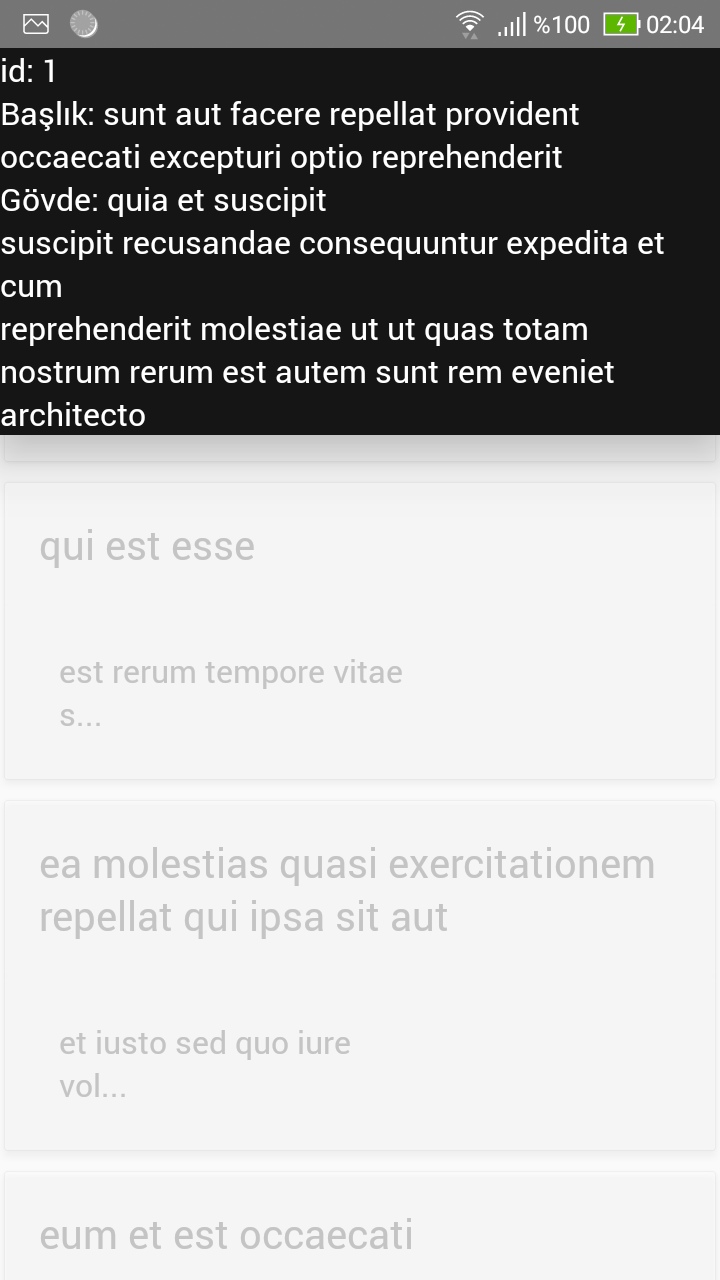 %100 02:04
id: 1
Başlık: sunt aut facere repellat provident
occaecati excepturi optio reprehenderit
Gövde: quia et suscipit
suscipit recusandae consequuntur expedita et
cum
reprehenderit molestiae ut ut quas totam
nostrum rerum est autem sunt rem eveniet
architecto
qui est esse
est rerum tempore vitae
s...
ea molestias quasi exercitationem
repellat qui ipsa sit aut
et iusto sed quo iure
vol...
eum et est occaecati